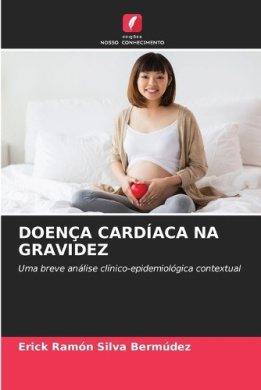 edições
NOSSO CONHECIMENTO
DOENÇA CARDÍACA NA
GRAVIDEZ
Uma breve análise clínico-epidemiológica contextual
Erick Ramón Silva Bermúdez